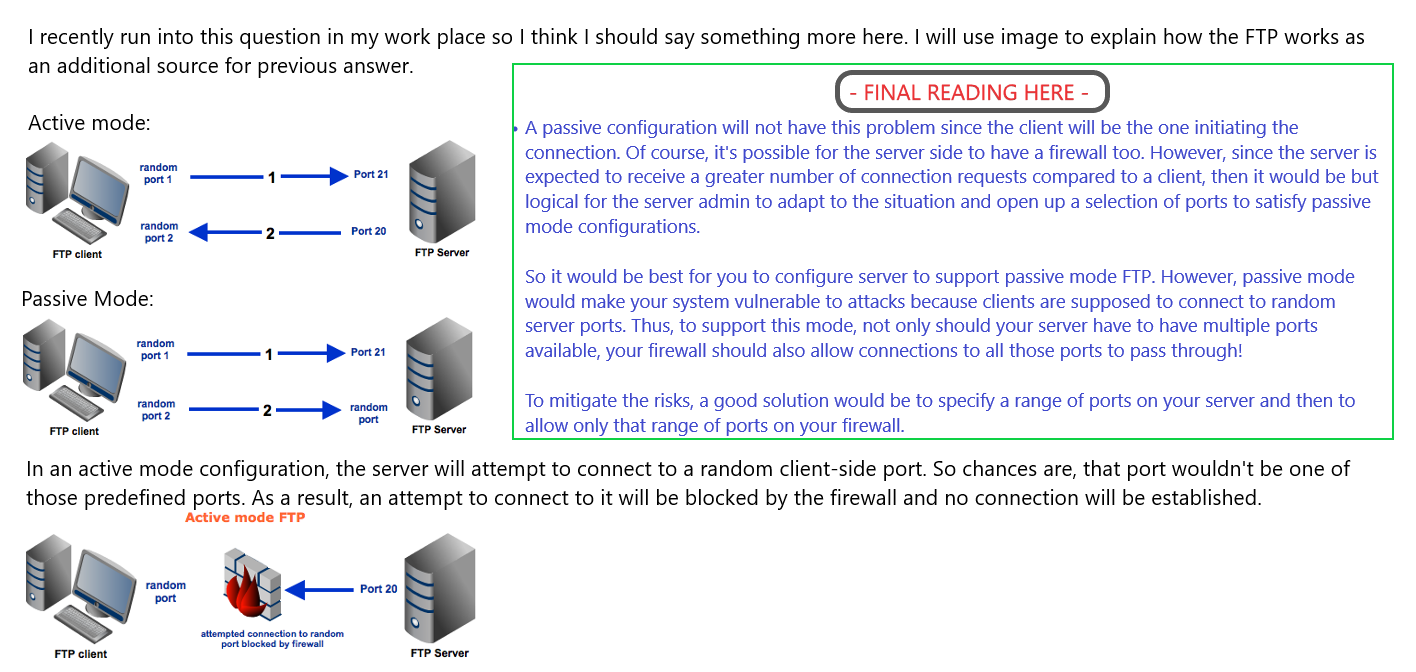 I recently run into this question in my work place so I think I should say something more here. I will use image to explain how the FTP works as
an additional source for previous answer.
Active mode:
random
port 1
1
Port 21
random
port 2
2
Port 20
FTP client
FTP Server
Passive Mode:
random
port 1
1
Port 21
random
port 2
2
random
port
FTP client
FTP Server
- FINAL READING HERE -
• A passive configuration will not have this problem since the client will be the one initiating the
connection. Of course, it's possible for the server side to have a firewall too. However, since the server is
expected to receive a greater number of connection requests compared to a client, then it would be but
logical for the server admin to adapt to the situation and open up a selection of ports to satisfy passive
mode configurations.
So it would be best for you to configure server to support passive mode FTP. However, passive mode
would make your system vulnerable to attacks because clients are supposed to connect to random
server ports. Thus, to support this mode, not only should your server have to have multiple ports
available, your firewall should also allow connections to all those ports to pass through!
To mitigate the risks, a good solution would be to specify a range of ports on your server and then to
allow only that range of ports on your firewall.
In an active mode configuration, the server will attempt to connect to a random client-side port. So chances are, that port wouldn't be one of
those predefined ports. As a result, an attempt to connect to it will be blocked by the firewall and no connection will be established.
Active mode FTP
random
port
Port 20
attempted connection to random
port blocked by firewall
FTP client
FTP Server